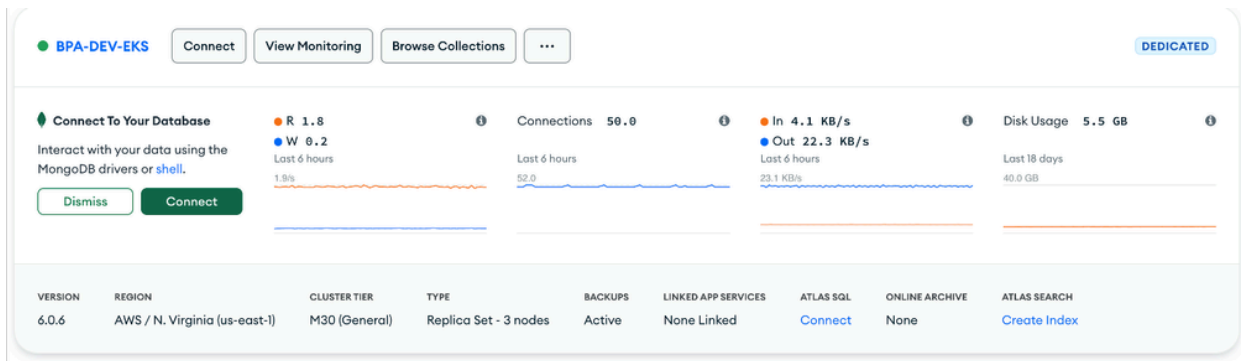 BPA-DEV-EKS Connect View Monitoring Browse Collections ... DEDICATED
Connect To Your Database
Interact with your data using the
MongoDB drivers or shell.
Dismiss Connect
R 1.8
W 0.2
Last 6 hours
1.9/s
Connections 50.0
Last 6 hours
52.0
In 4.1 KB/s
Out 22.3 KB/s
Last 6 hours
23.1 KB/s
Disk Usage 5.5 GB
Last 18 days
40.0 GB
VERSION REGION CLUSTER TIER TYPE BACKUPS LINKED APP SERVICES ATLAS SQL ONLINE ARCHIVE ATLAS SEARCH
6.0.6 AWS / N. Virginia (us-east-1) M30 (General) Replica Set - 3 nodes Active None Linked Connect None Create Index